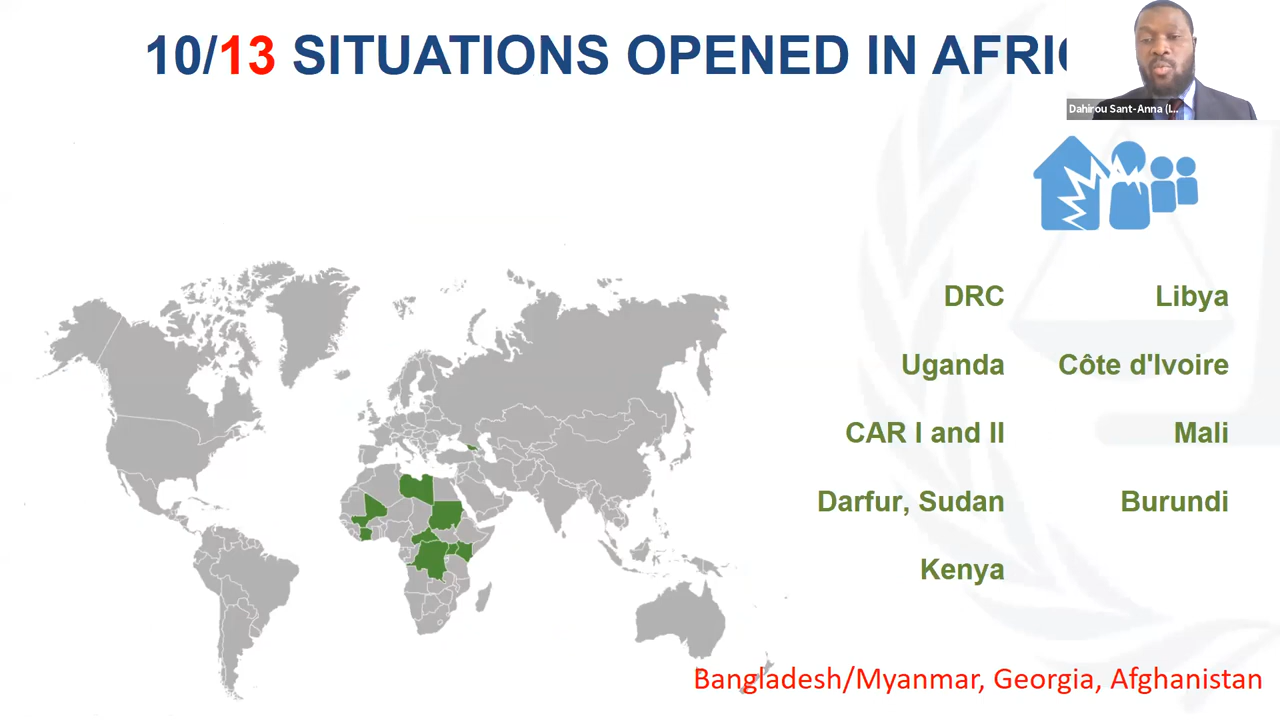 10/13 SITUATIONS OPENED IN AFRIC
Dahirou Sant-Anna (I...
DRC
Libya
Uganda
Côte d'Ivoire
CAR I and II
Mali
Darfur, Sudan
Burundi
Kenya
Bangladesh/Myanmar, Georgia, Afghanistan